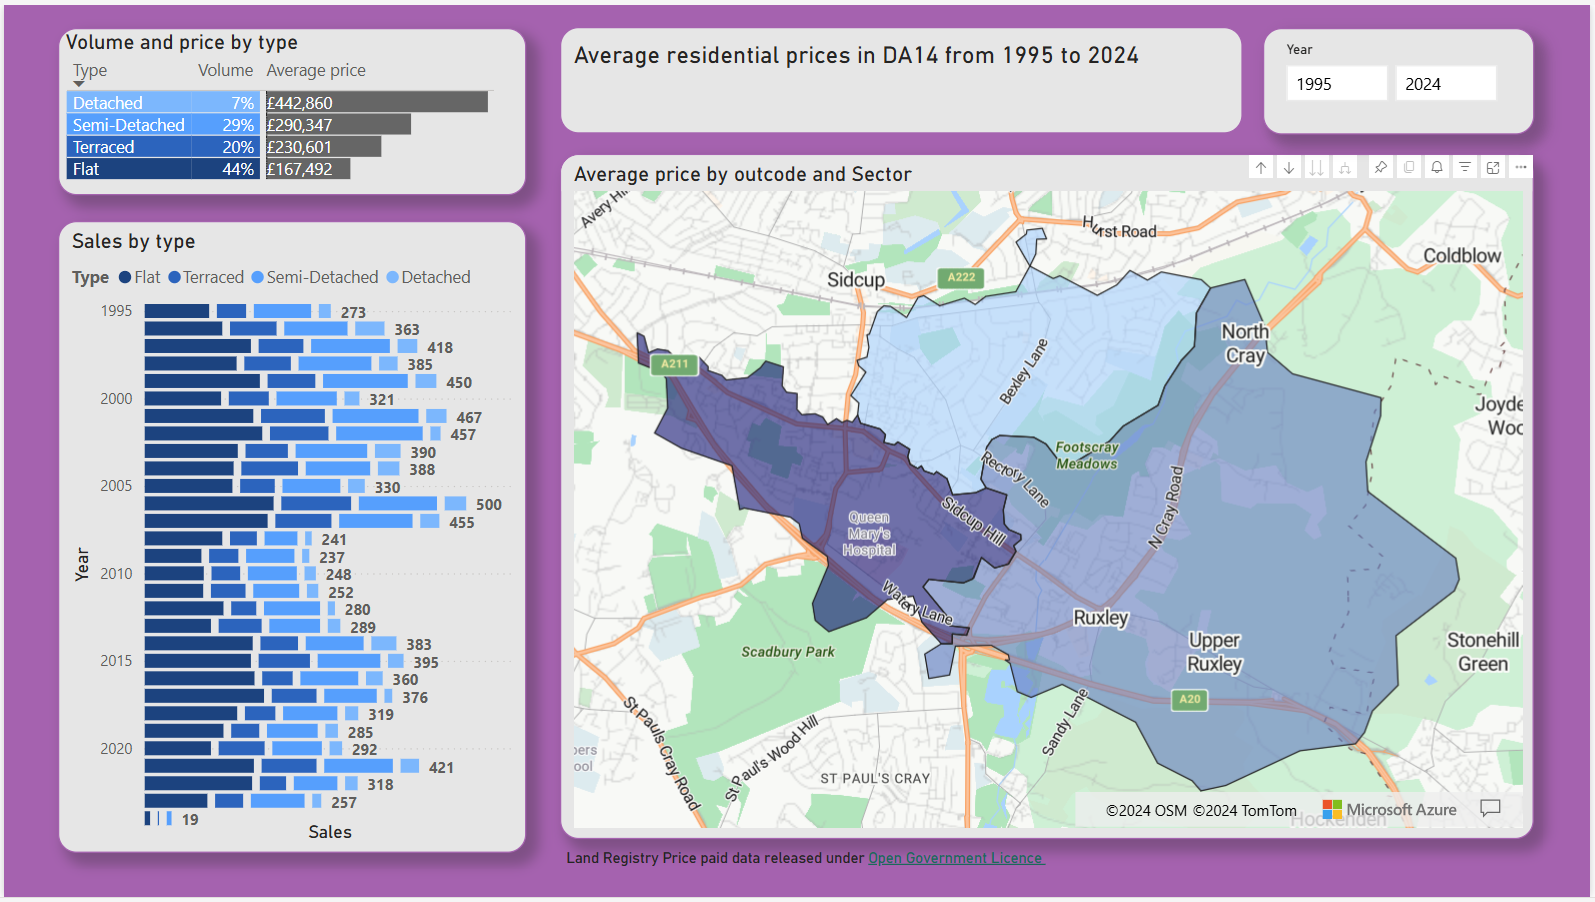 Volume and price by type
Type Volume Average price
Detached 7% £442,860
Semi-Detached 29% £290,347
Terraced 20% £230,601
Flat 44% £167,492
Average residential prices in DA14 from 1995 to 2024
Year
1995 2024
Sales by type
Type Flat Terraced Semi-Detached Detached
1995 273
363
418
385
450
2000 321
467
457
390
388
2005 330
500
455
241
237
2010 248
252
280
289
383
2015 395
360
376
319
285
2020 292
421
318
257
19
Year
Sales
Average price by outcode and Sector
Avery Hil
Hurst Road
Coldblow
Sidcup
A222
North
Cray
A211
Bexley Lane
Joyde
Woo
Footscray
Meadows
Rectory Lane
N Cray Road
Sidcup Hill
Queen
Mary's
Hospital
Watery Lane
Ruxley
Upper
Ruxley
Stonehill
Green
Scadbury Park
A20
St Pauls Cray Road
St Paul's Wood Hill
Sandy Lane
pers
ool
ST PAUL'S CRAY
©2024 OSM ©2024 TomTom
Microsoft Azure
Hockenden
Land Registry Price paid data released under Open Government Licence